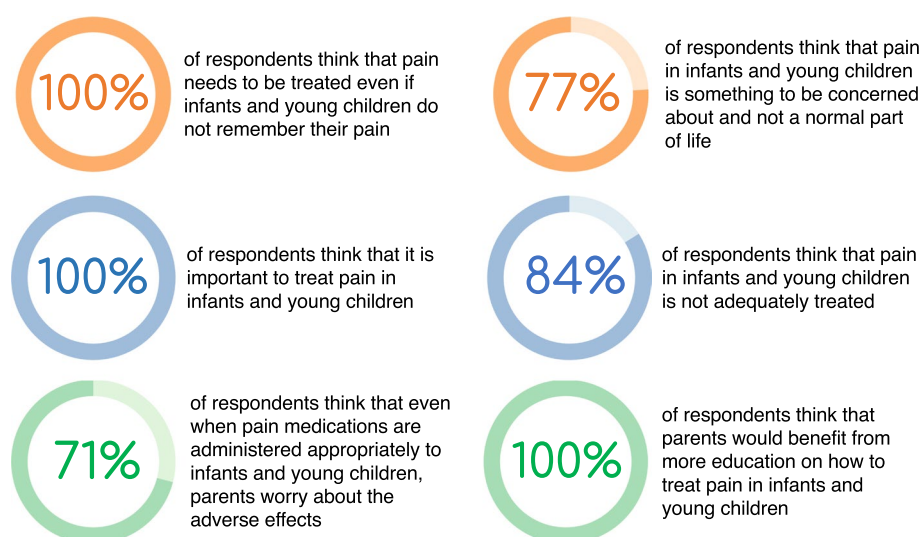 100%
of respondents think that pain
needs to be treated even if
infants and young children do
not remember their pain
77%
of respondents think that pain
in infants and young children
is something to be concerned
about and not a normal part
of life
100%
of respondents think that it is
important to treat pain in
infants and young children
84%
of respondents think that pain
in infants and young children
is not adequately treated
71%
of respondents think that even
when pain medications are
administered appropriately to
infants and young children,
parents worry about the
adverse effects
100%
of respondents think that
parents would benefit from
more education on how to
treat pain in infants and
young children